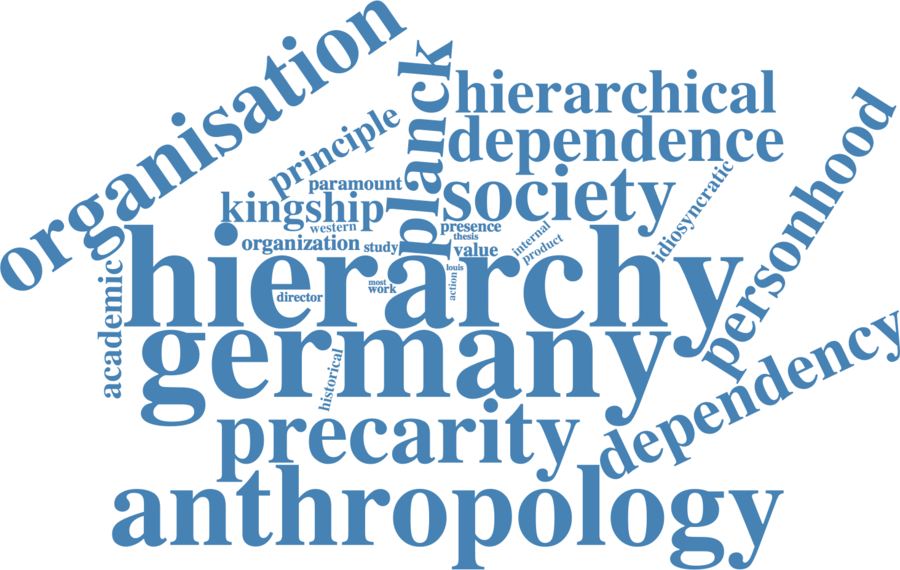 organisation
planck
hierarchical
dependence
principle
personhood
paramount
society
idiosyncratic
kingship
western
presence
thesis
organization
study
value
internal
product
hierarchy
academic
director
most
work
louis
action
germany
historical
dependency
precarity
anthropology